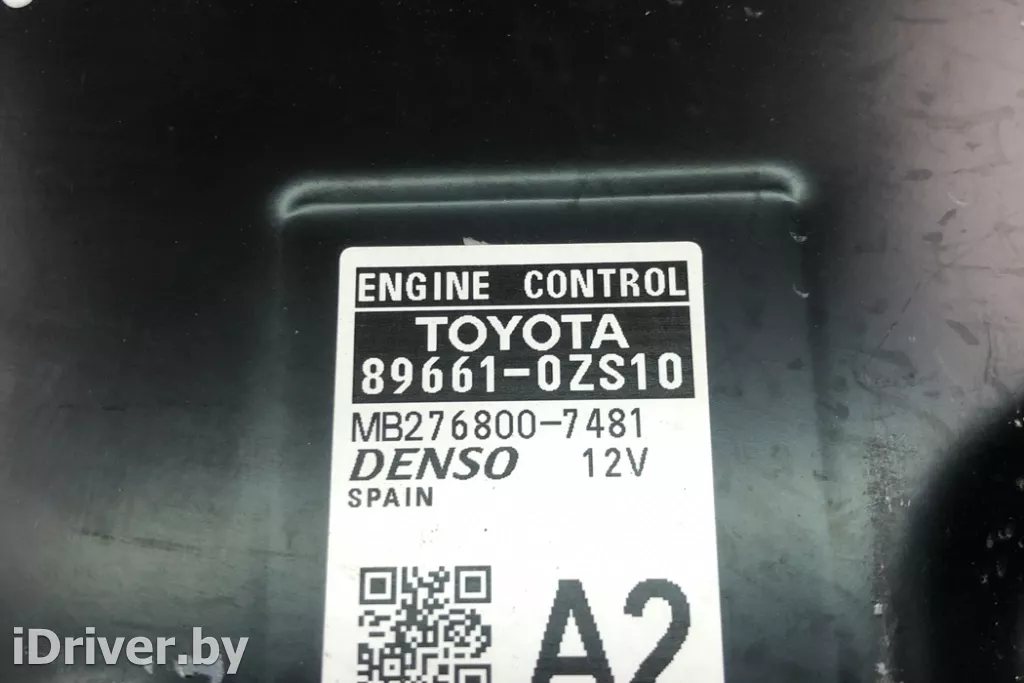 ENGINE CONTROL
TOYOTA
89661-0ZS10
MB276800-7481
DENSO 12V
SPAIN
A2
iDriver.by